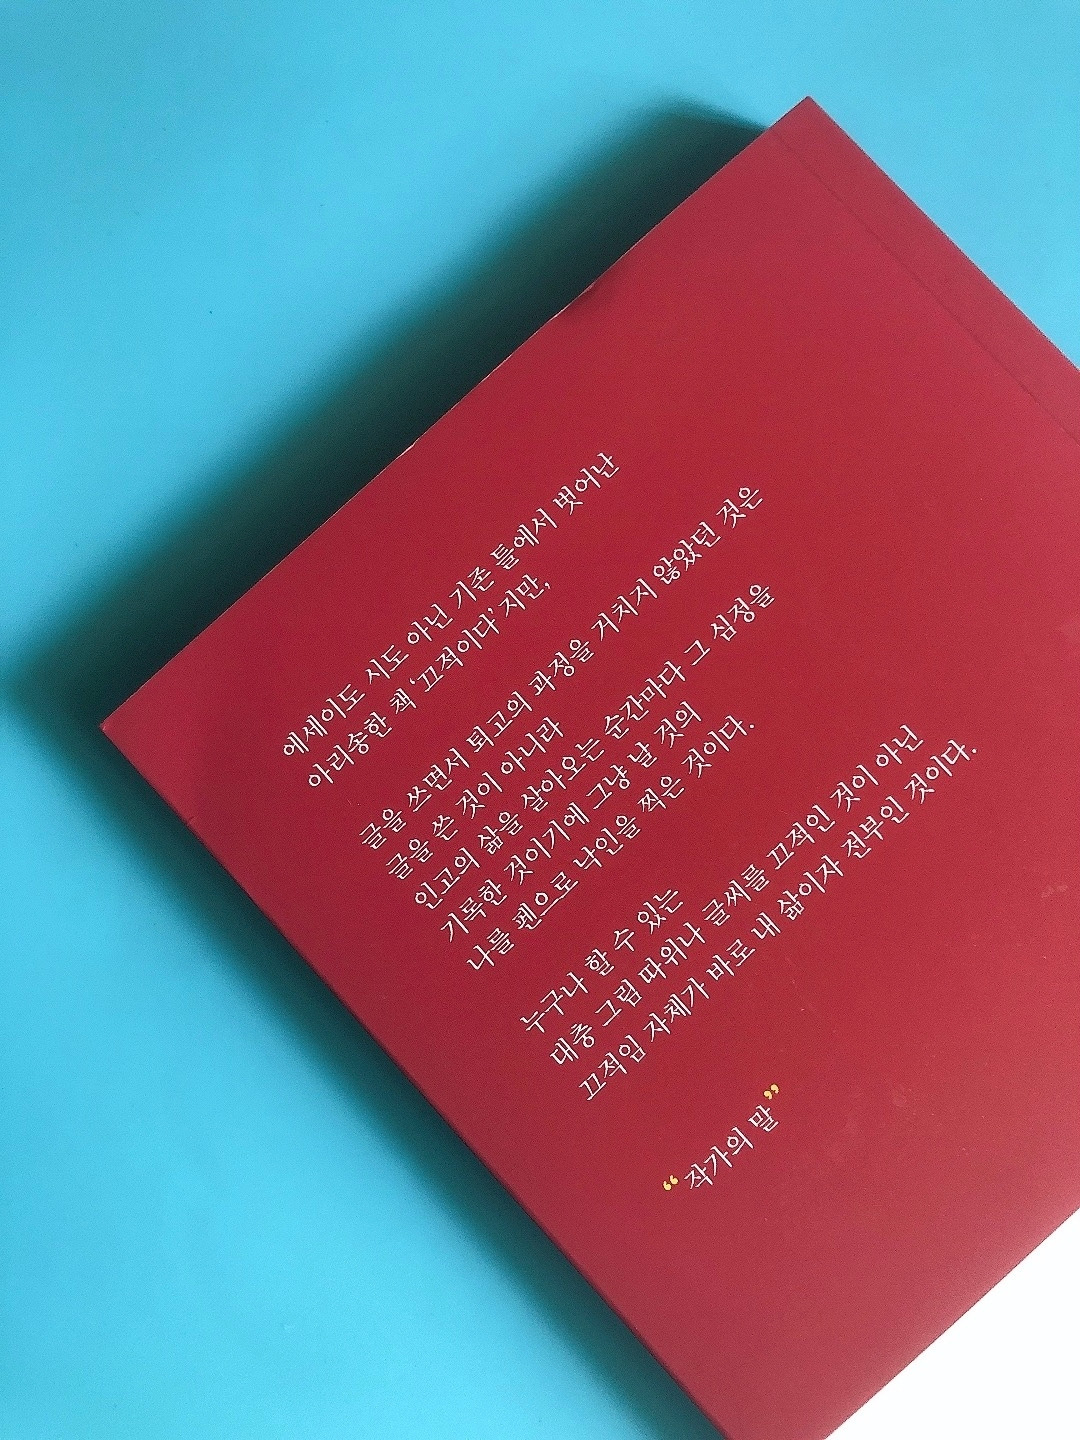 에세이도 시도 아닌 기존 틀에서 벗어난
아리송한 책 ‘끄적이다’ 지만,
글을 쓰면서 퇴고의 과정을 거치지 않았던 것은
글을 쓴 것이 아니라
인고의 삶을 살아오는 순간마다 그 심정을
기록한 것이기에 그냥 날 것의
나를 펜으로 낙인을 찍은 것이다.
누구나 할 수 있는
대충 그림 따위나 글씨를 끄적인 것이 아닌
끄적임 자체가 바로 내 삶이자 전부인 것이다.
“ 작가의 말 ”